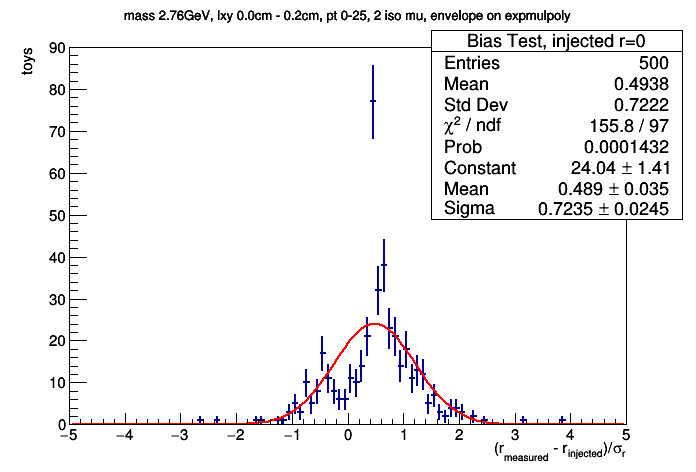 mass 2.76GeV, lxy 0.0cm - 0.2cm, pt 0-25, 2 iso mu, envelope on expmulpoly
Bias Test, injected r=0
Entries 500
Mean 0.4938
Std Dev 0.7222
χ² / ndf 155.8 / 97
Prob 0.0001432
Constant 24.04 ± 1.41
Mean 0.489 ± 0.035
Sigma 0.7235 ± 0.0245
toys
90
80
70
60
50
40
30
20
10
0
−5 −4 −3 −2 −1 0 1 2 3 4 5
(r_measured - r_injected)/σ_r